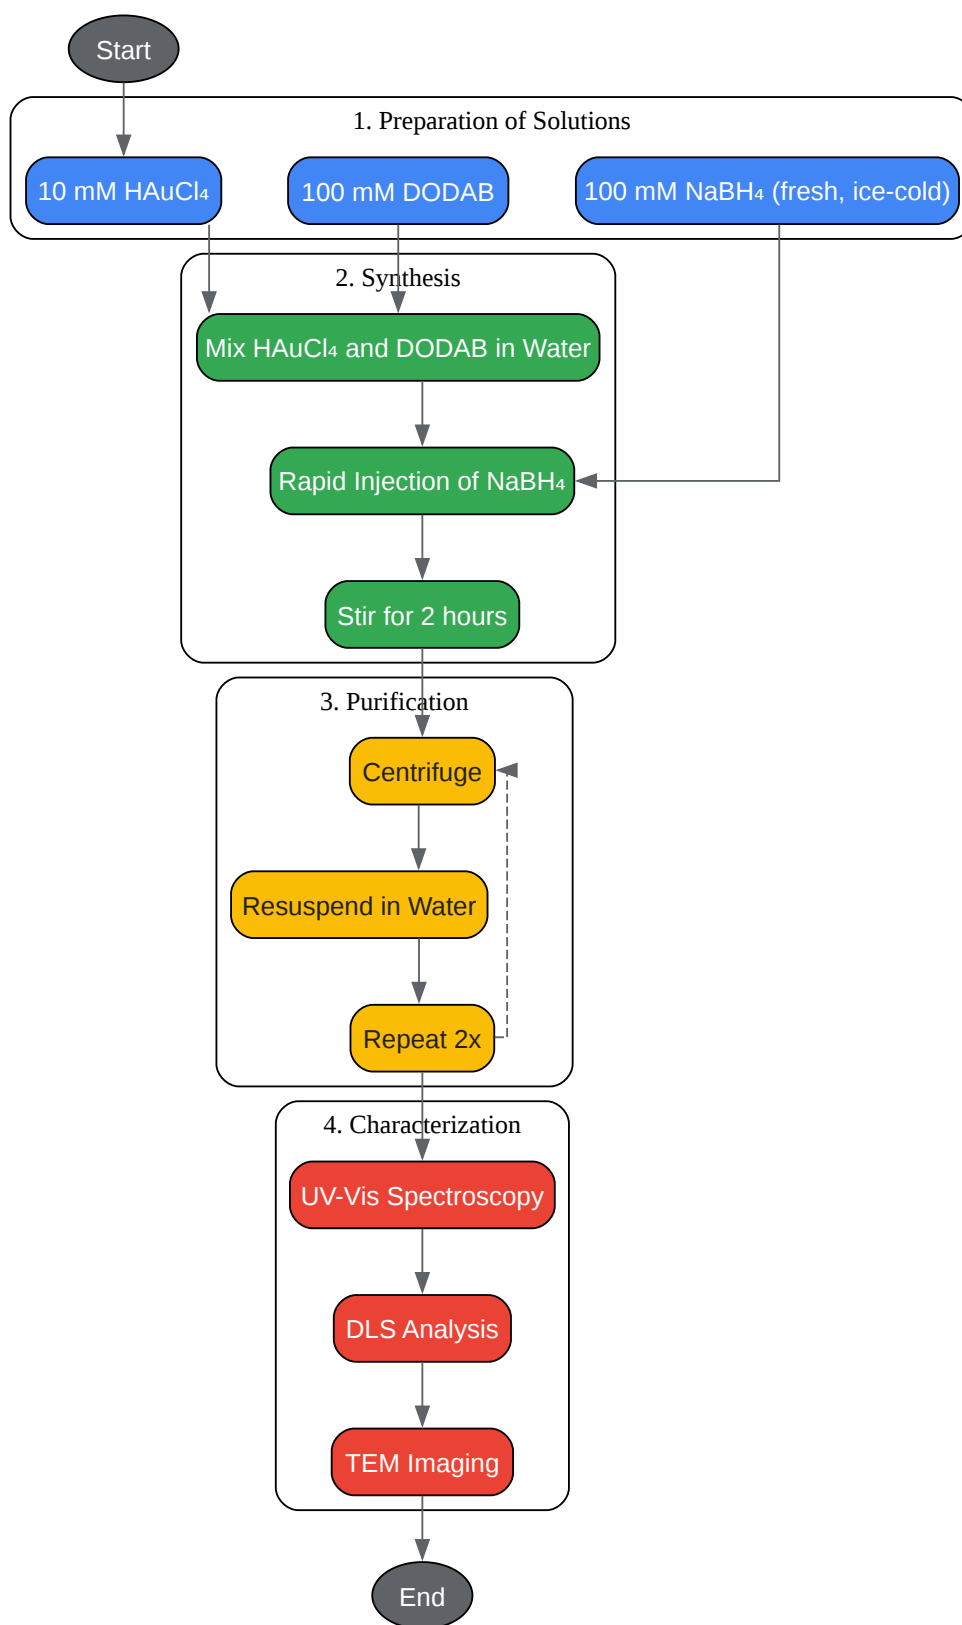 Start
1. Preparation of Solutions
10 mM HAuCl₄
100 mM DODAB
100 mM NaBH₄ (fresh, ice-cold)
2. Synthesis
Mix HAuCl₄ and DODAB in Water
Rapid Injection of NaBH₄
Stir for 2 hours
3. Purification
Centrifuge
Resuspend in Water
Repeat 2x
4. Characterization
UV-Vis Spectroscopy
DLS Analysis
TEM Imaging
End